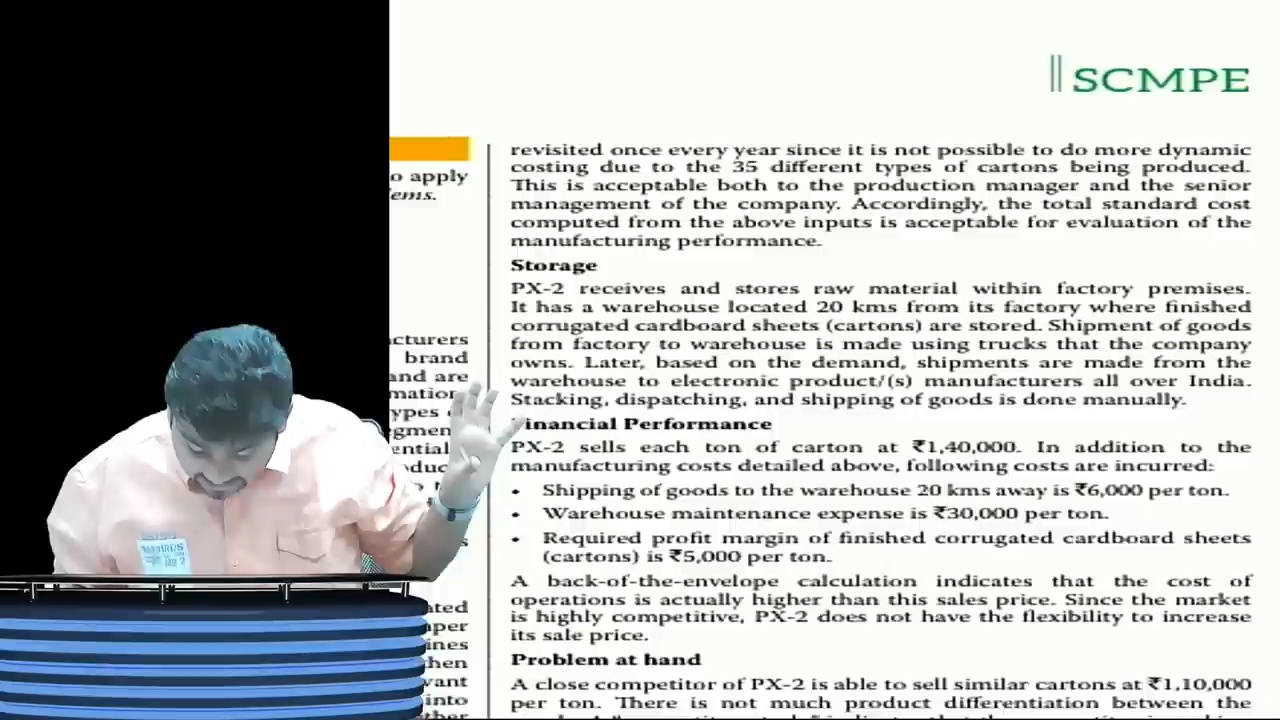 SCMPE
o apply
ems.
acturers
brand
and are
mation
ypes
egmen
ential
oduc
ated
aper
ines
hen
vant
into
ther
revisited once every year since it is not possible to do more dynamic
costing due to the 35 different types of cartons being produced.
This is acceptable both to the production manager and the senior
management of the company. Accordingly, the total standard cost
computed from the above inputs is acceptable for evaluation of the
manufacturing performance.
Storage
PX-2 receives and stores raw material within factory premises.
It has a warehouse located 20 kms from its factory where finished
corrugated cardboard sheets (cartons) are stored. Shipment of goods
from factory to warehouse is made using trucks that the company
owns. Later, based on the demand, shipments are made from the
warehouse to electronic product/(s) manufacturers all over India.
Stacking, dispatching, and shipping of goods is done manually.
inancial Performance
PX-2 sells each ton of carton at ₹1,40,000. In addition to the
manufacturing costs detailed above, following costs are incurred:
• Shipping of goods to the warehouse 20 kms away is ₹6,000 per ton.
• Warehouse maintenance expense is ₹30,000 per ton.
• Required profit margin of finished corrugated cardboard sheets
(cartons) is ₹5,000 per ton.
A back-of-the-envelope calculation indicates that the cost of
operations is actually higher than this sales price. Since the market
is highly competitive, PX-2 does not have the flexibility to increase
its sale price.
Problem at hand
A close competitor of PX-2 is able to sell similar cartons at ₹1,10,000
per ton. There is not much product differentiation between the